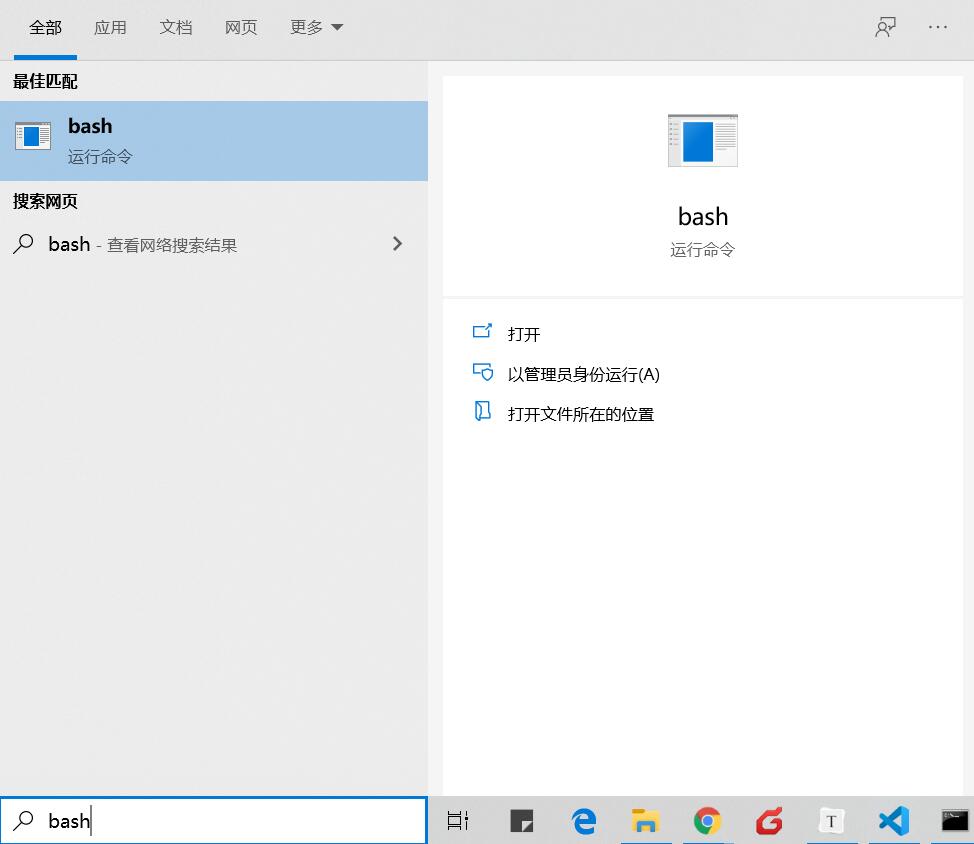 全部 应用 文档 网页 更多
最佳匹配
bash
运行命令
搜索网页
bash - 查看网络搜索结果
bash
运行命令
打开
以管理员身份运行(A)
打开文件所在的位置
bash
T